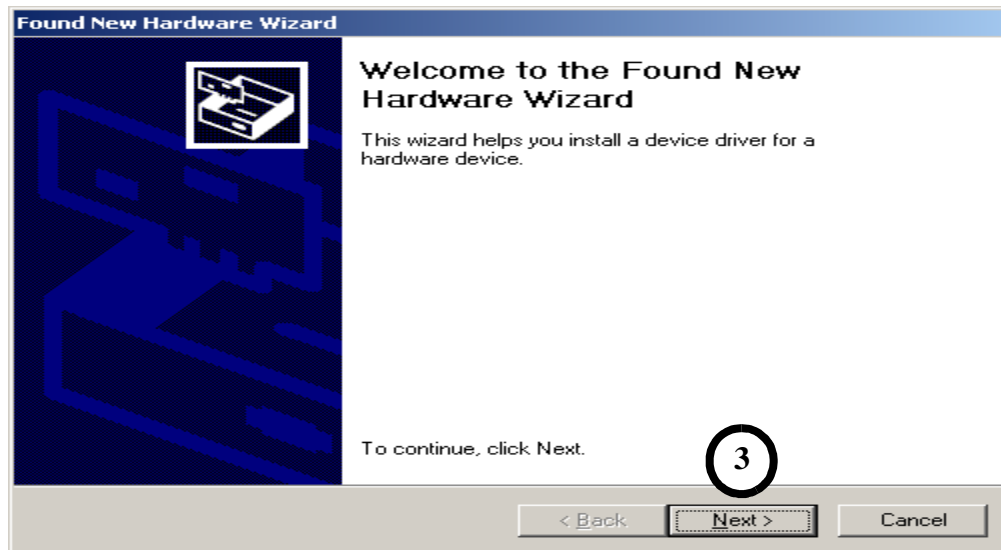 Found New Hardware Wizard
Welcome to the Found New
Hardware Wizard
This wizard helps you install a device driver for a
hardware device.
To continue, click Next.
3
< Back
Next >
Cancel